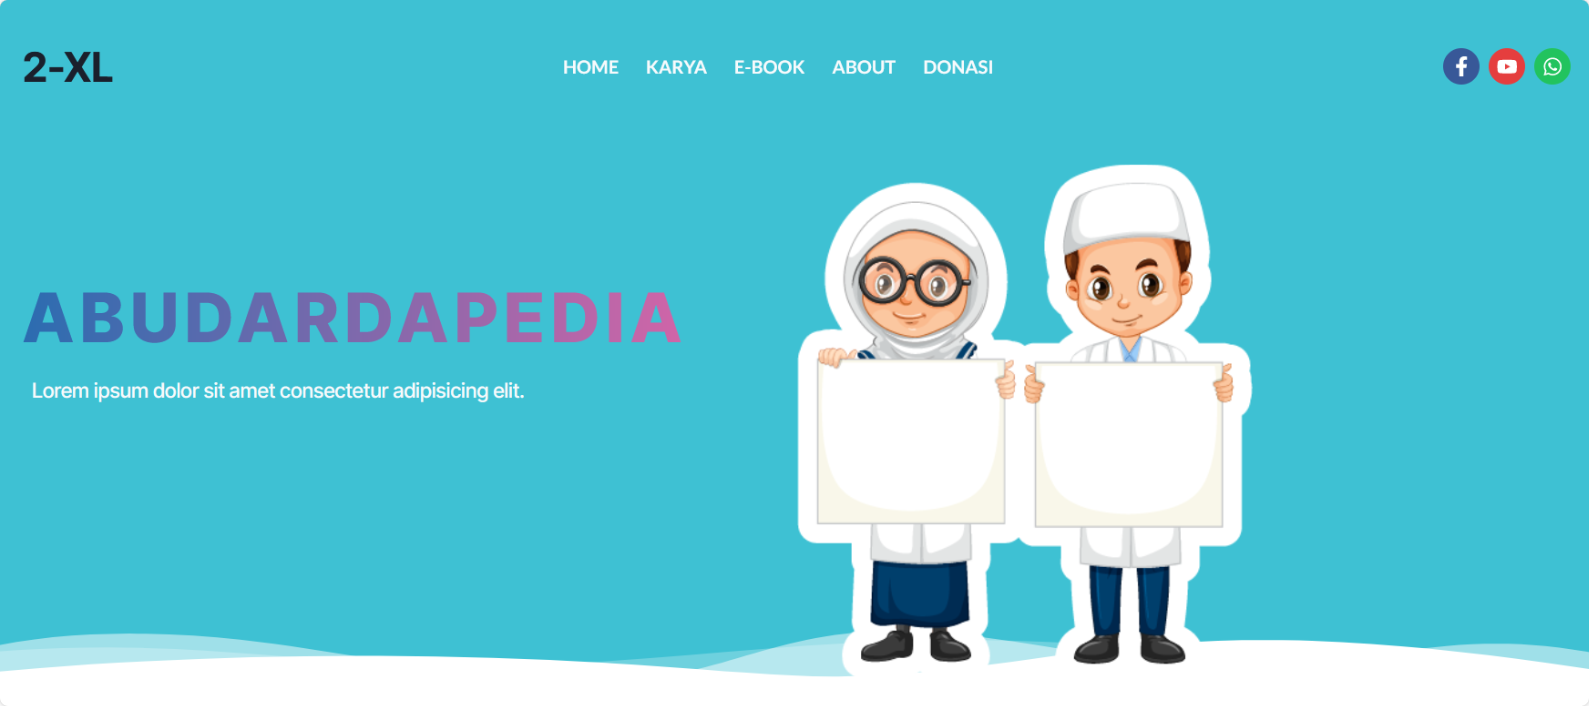 2-XL
HOME KARYA E-BOOK ABOUT DONASI
ABUDARDAPEDIA
Lorem ipsum dolor sit amet consectetur adipisicing elit.